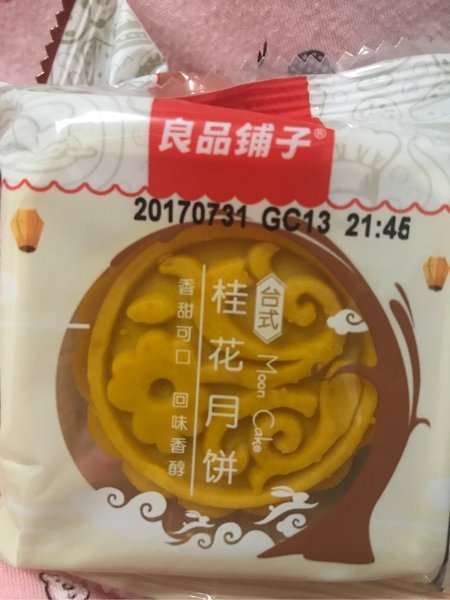 良品铺子®
20170731 GC13 21:45
台式
桂花月饼
Moon Cake
香甜可口 回味香醇